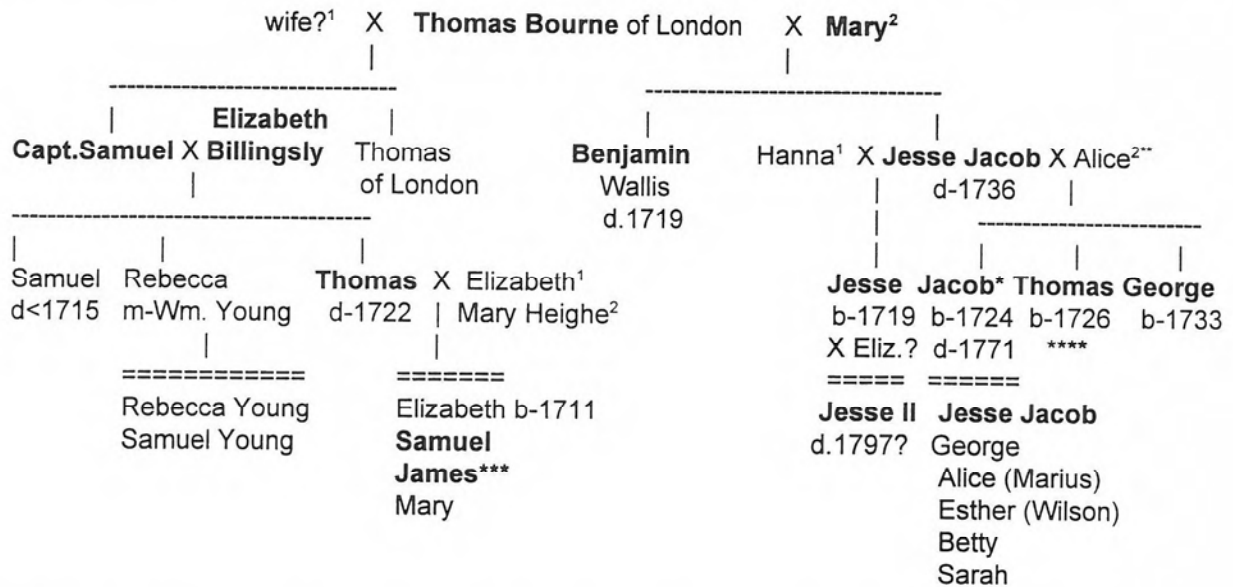 wife?¹ X Thomas Bourne of London X Mary²
Elizabeth
Capt.Samuel X Billingsly Thomas Benjamin Hanna¹ X Jesse Jacob X Alice²**
of London Wallis d-1736
d.1719
Samuel Rebecca Thomas X Elizabeth¹ Jesse Jacob* Thomas George
d<1715 m-Wm. Young d-1722 Mary Heighe² b-1719 b-1724 b-1726 b-1733
X Eliz.? d-1771 ****
Rebecca Young Elizabeth b-1711 Jesse II Jesse Jacob
Samuel Young Samuel d.1797? George
James*** Alice (Marius)
Mary Esther (Wilson)
Betty
Sarah